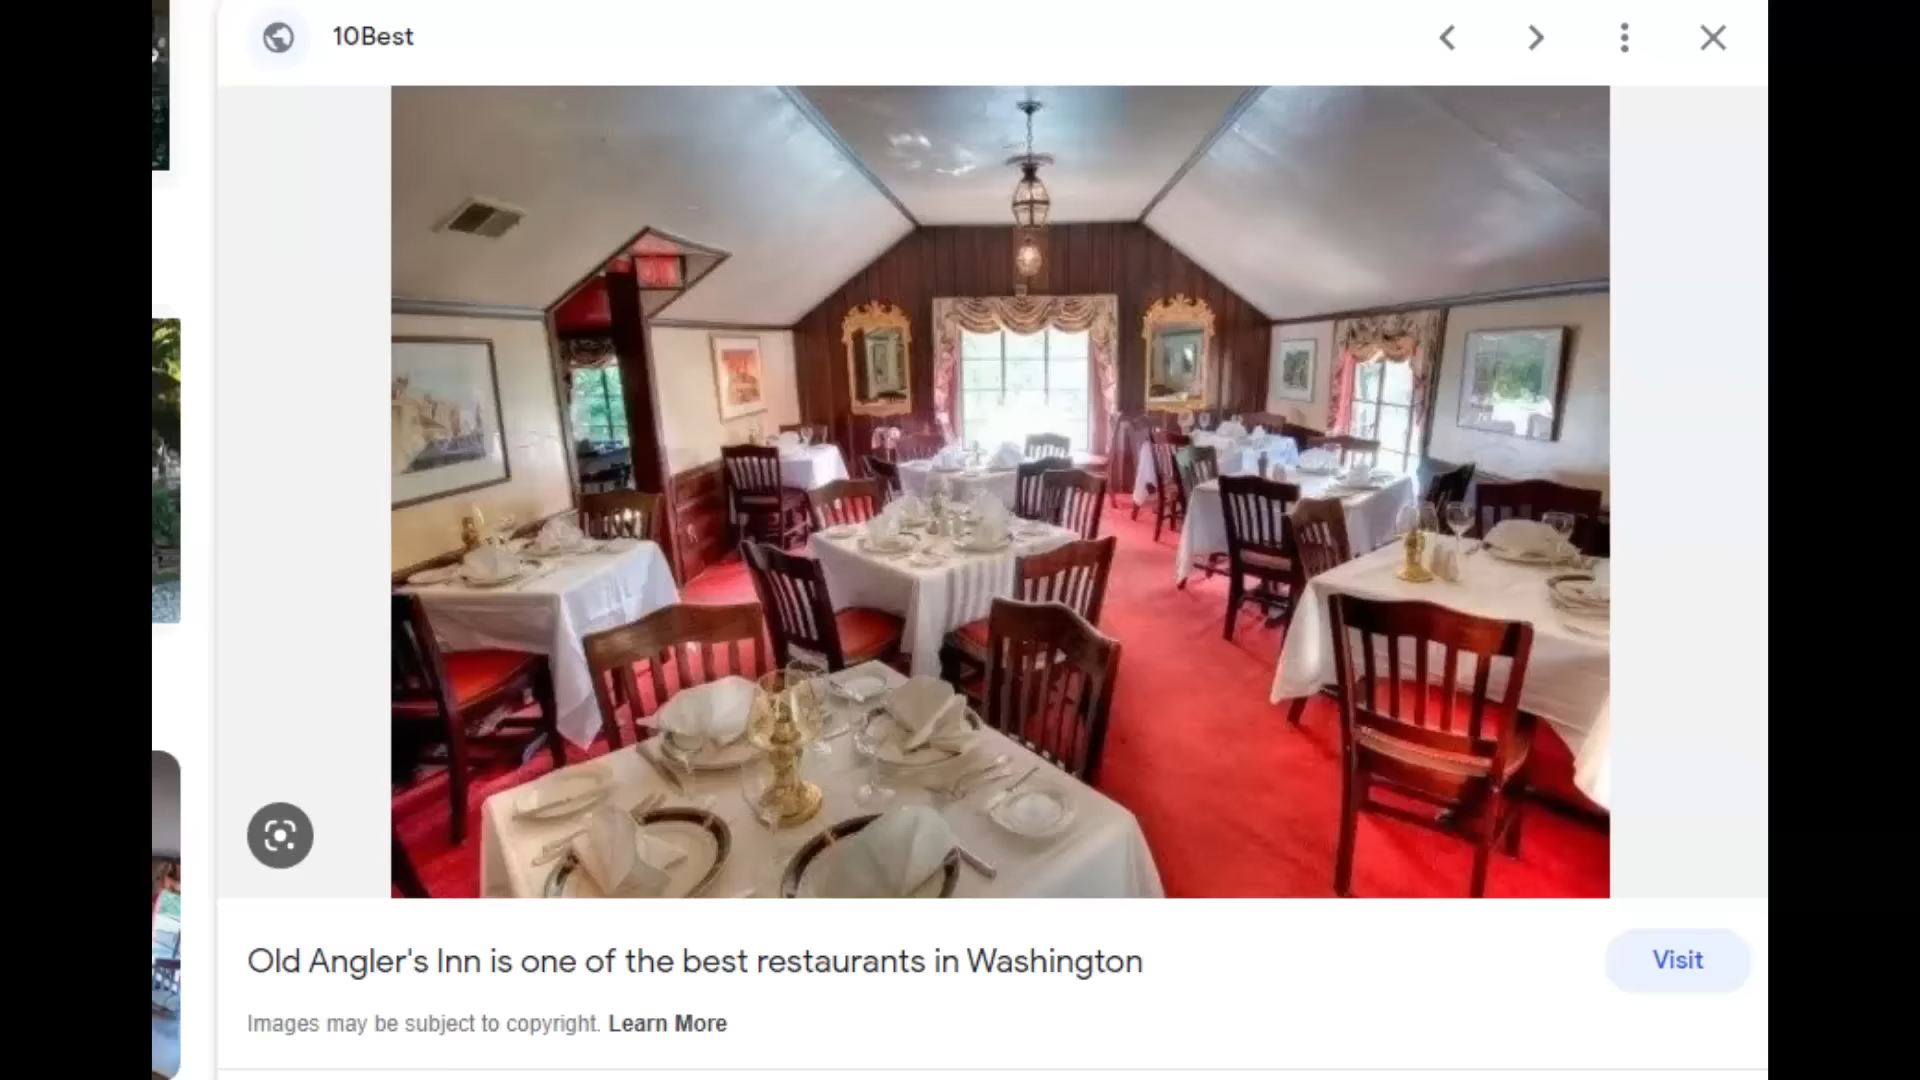 10Best
Old Angler's Inn is one of the best restaurants in Washington
Visit
Images may be subject to copyright. Learn More